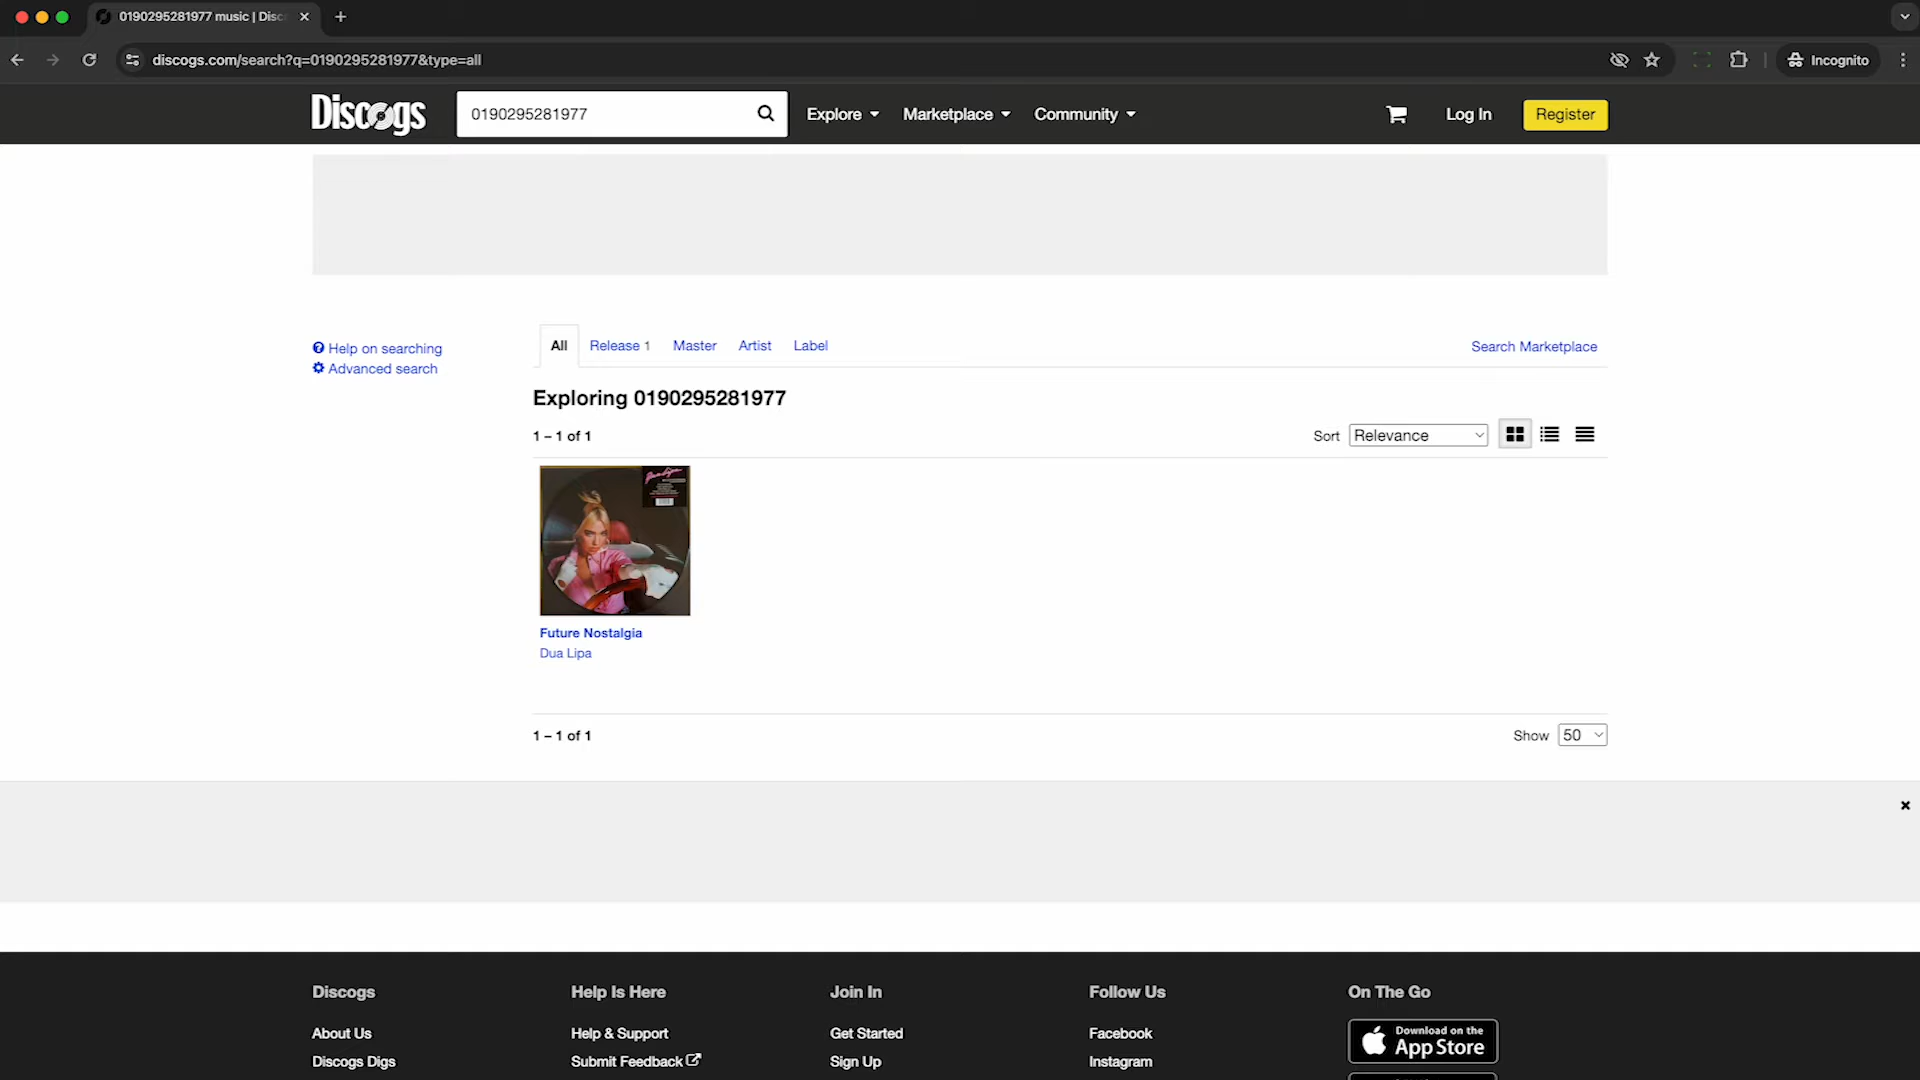 0190295281977 music | Disc
discogs.com/search?q=0190295281977&type=all
Incognito
Discogs
0190295281977
Explore
Marketplace
Community
Log In
Register
Help on searching
Advanced search
All
Release 1
Master
Artist
Label
Search Marketplace
Exploring 0190295281977
1 – 1 of 1
Sort
Relevance
Future Nostalgia
Dua Lipa
1 – 1 of 1
Show
50
Discogs
Help Is Here
Join In
Follow Us
On The Go
About Us
Help & Support
Get Started
Facebook
Download on the
App Store
Discogs Digs
Submit Feedback
Sign Up
Instagram